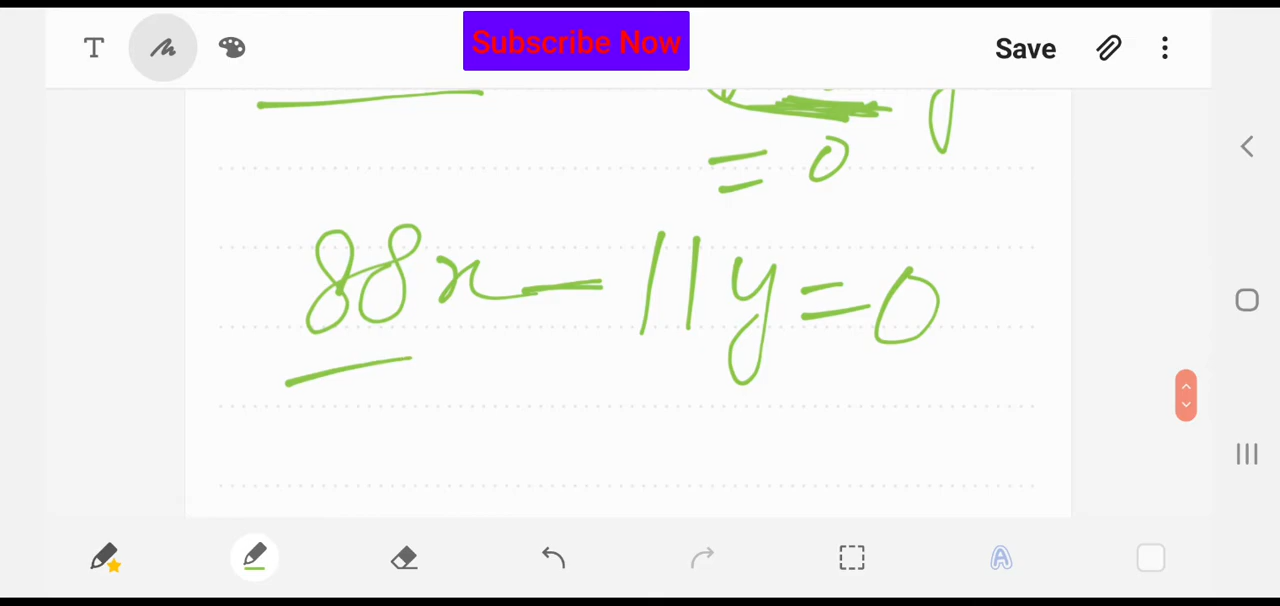 Subscribe Now
T Save
= 0
88x - 11y = 0
A